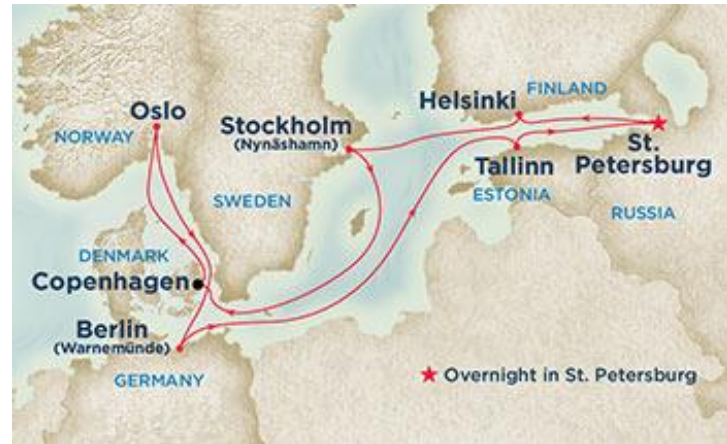 Oslo
NORWAY
Stockholm
(Nynäshamn)
SWEDEN
Helsinki
FINLAND
Tallinn
ESTONIA
St.
Petersburg
RUSSIA
DENMARK
Copenhagen
Berlin
(Warnemünde)
GERMANY
★ Overnight in St. Petersburg